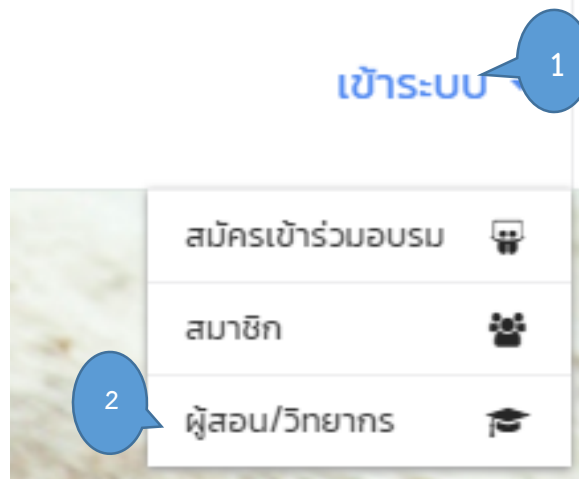 เข้าระบบ
1
สมัครเข้าร่วมอบรม
สมาชิก
2
ผู้สอน/วิทยากร